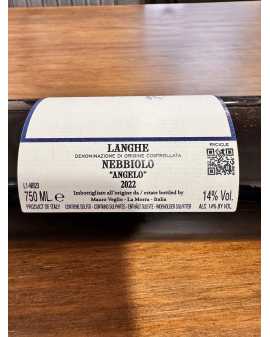 LANGHE
DENOMINAZIONE DI ORIGINE CONTROLLATA
NEBBIOLO
"ANGELO"
2022
Imbottigliato all'origine da / estate bottled by
Mauro Veglio - La Morra - Italia
750 ML. ℮
PRODUCT OF ITALY
CONTIENE SOLFITI - CONTAINS SULPHITES - ENTHÄLT SULFITE - INDEHOLDER SULFITTER
14% Vol.
ALC. 14% BY VOL.